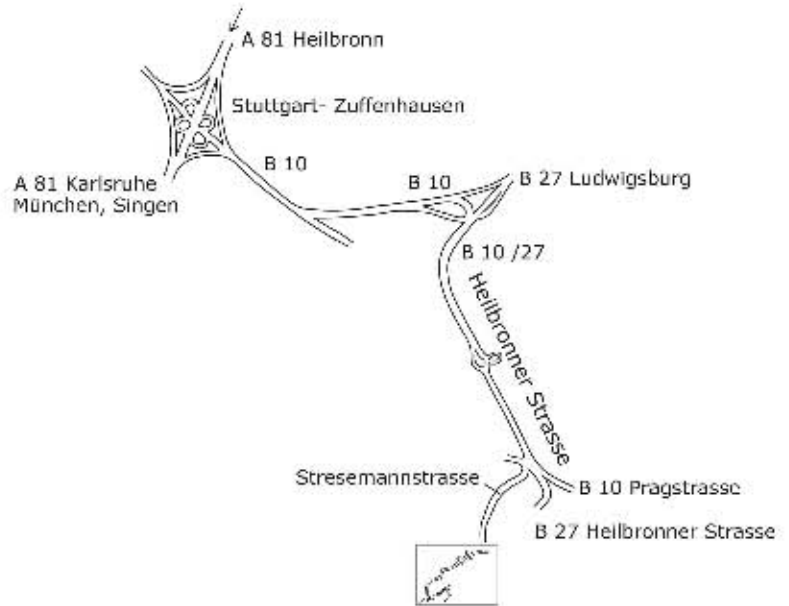 A 81 Heilbronn
Stuttgart- Zuffenhausen
B 10
A 81 Karlsruhe
München, Singen
B 10
B 27 Ludwigsburg
B 10 /27
Heilbronner Strasse
Stresemannstrasse
B 10 Pragstrasse
B 27 Heilbronner Strasse